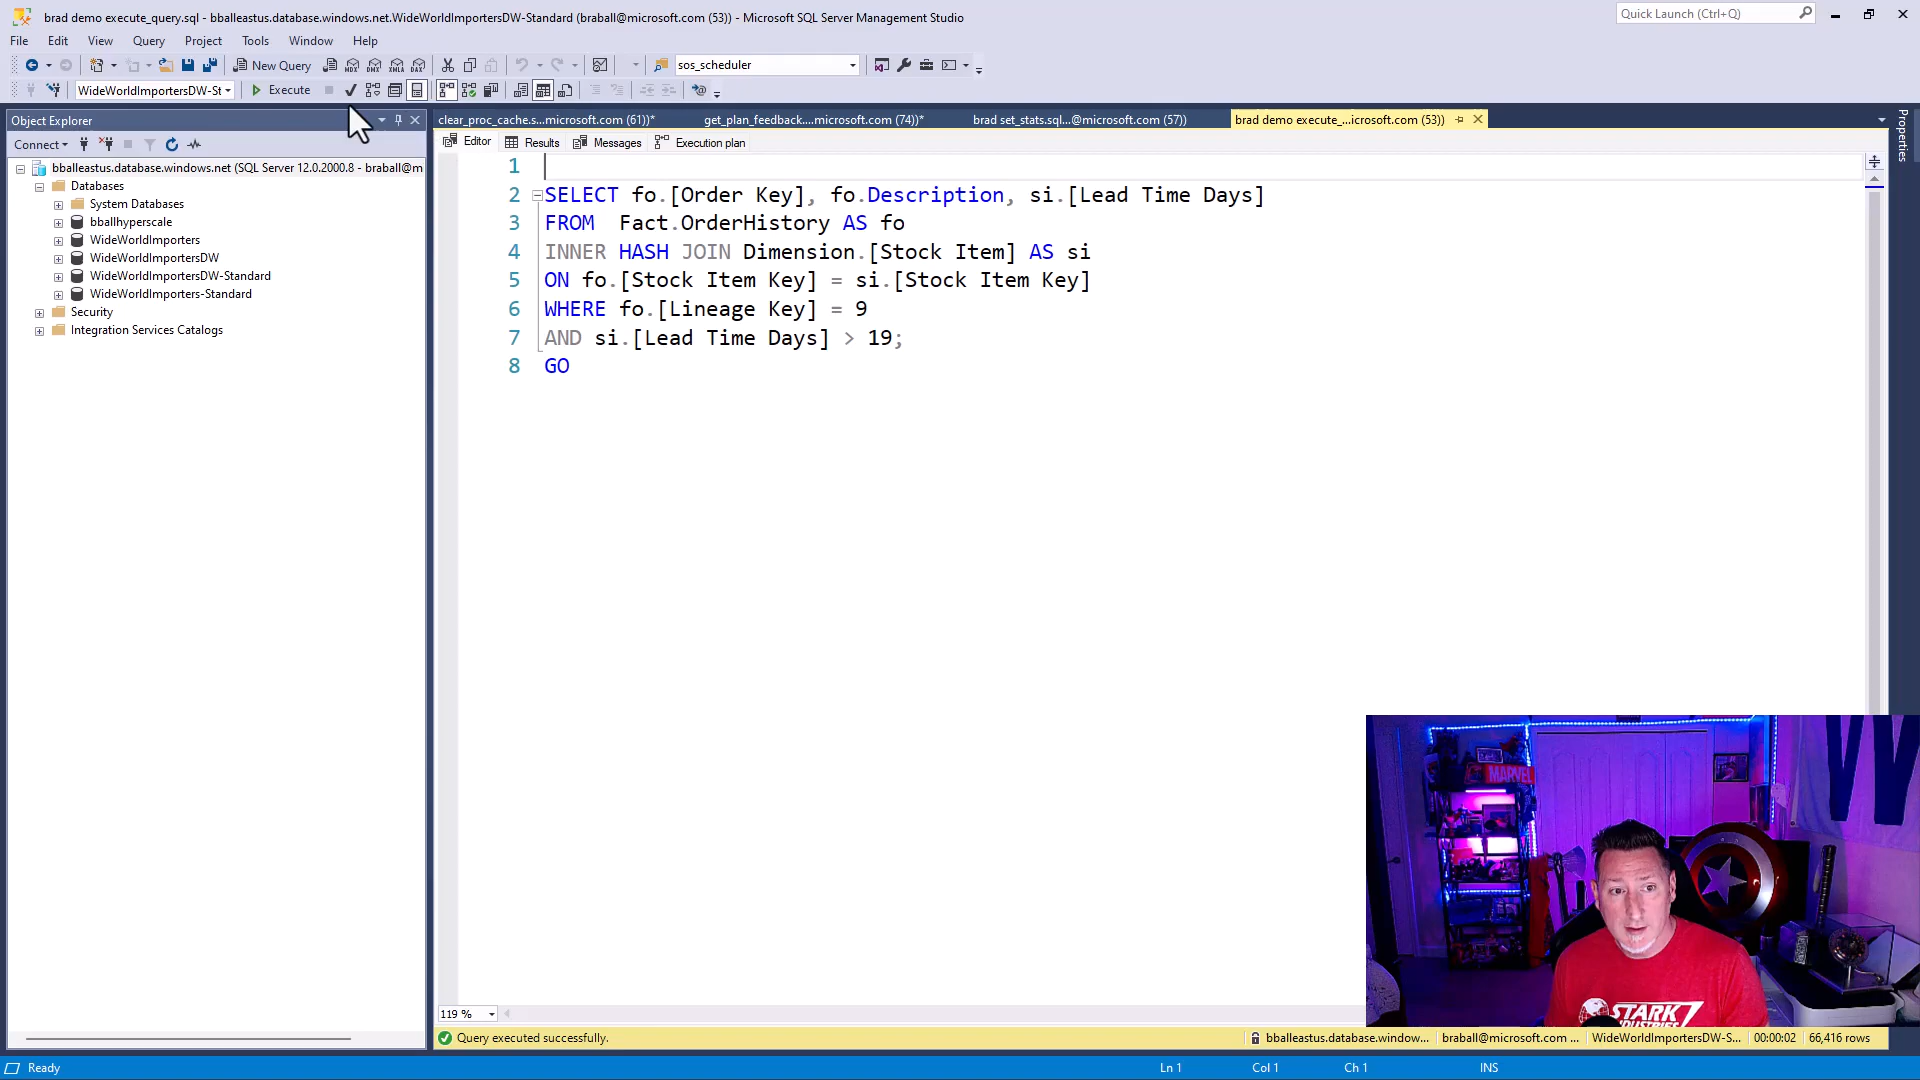 brad demo execute_query.sql - bballeastus.database.windows.net.WideWorldImportersDW-Standard (braball@microsoft.com (53)) - Microsoft SQL Server Management Studio
Quick Launch (Ctrl+Q)
File Edit View Query Project Tools Window Help
New Query
MDX DMX XMLA DAX
sos_scheduler
WideWorldImportersDW-St
Execute
Object Explorer
clear_proc_cache.s...microsoft.com (61))*
get_plan_feedback....microsoft.com (74))*
brad set_stats.sql...@microsoft.com (57))
brad demo execute_...icrosoft.com (53))
Properties
Connect
Editor Results Messages Execution plan
bballeastus.database.windows.net (SQL Server 12.0.2000.8 - braball@m
Databases
System Databases
bballhyperscale
WideWorldImporters
WideWorldImportersDW
WideWorldImportersDW-Standard
WideWorldImporters-Standard
Security
Integration Services Catalogs
1
2 SELECT fo.[Order Key], fo.Description, si.[Lead Time Days]
3 FROM  Fact.OrderHistory AS fo
4 INNER HASH JOIN Dimension.[Stock Item] AS si
5 ON fo.[Stock Item Key] = si.[Stock Item Key]
6 WHERE fo.[Lineage Key] = 9
7 AND si.[Lead Time Days] > 19;
8 GO
MARVEL
STARK
INDUSTRIES
119 %
Query executed successfully.
bballeastus.database.window... braball@microsoft.com ... WideWorldImportersDW-S... 00:00:02 66,416 rows
Ready
Ln 1 Col 1 Ch 1 INS